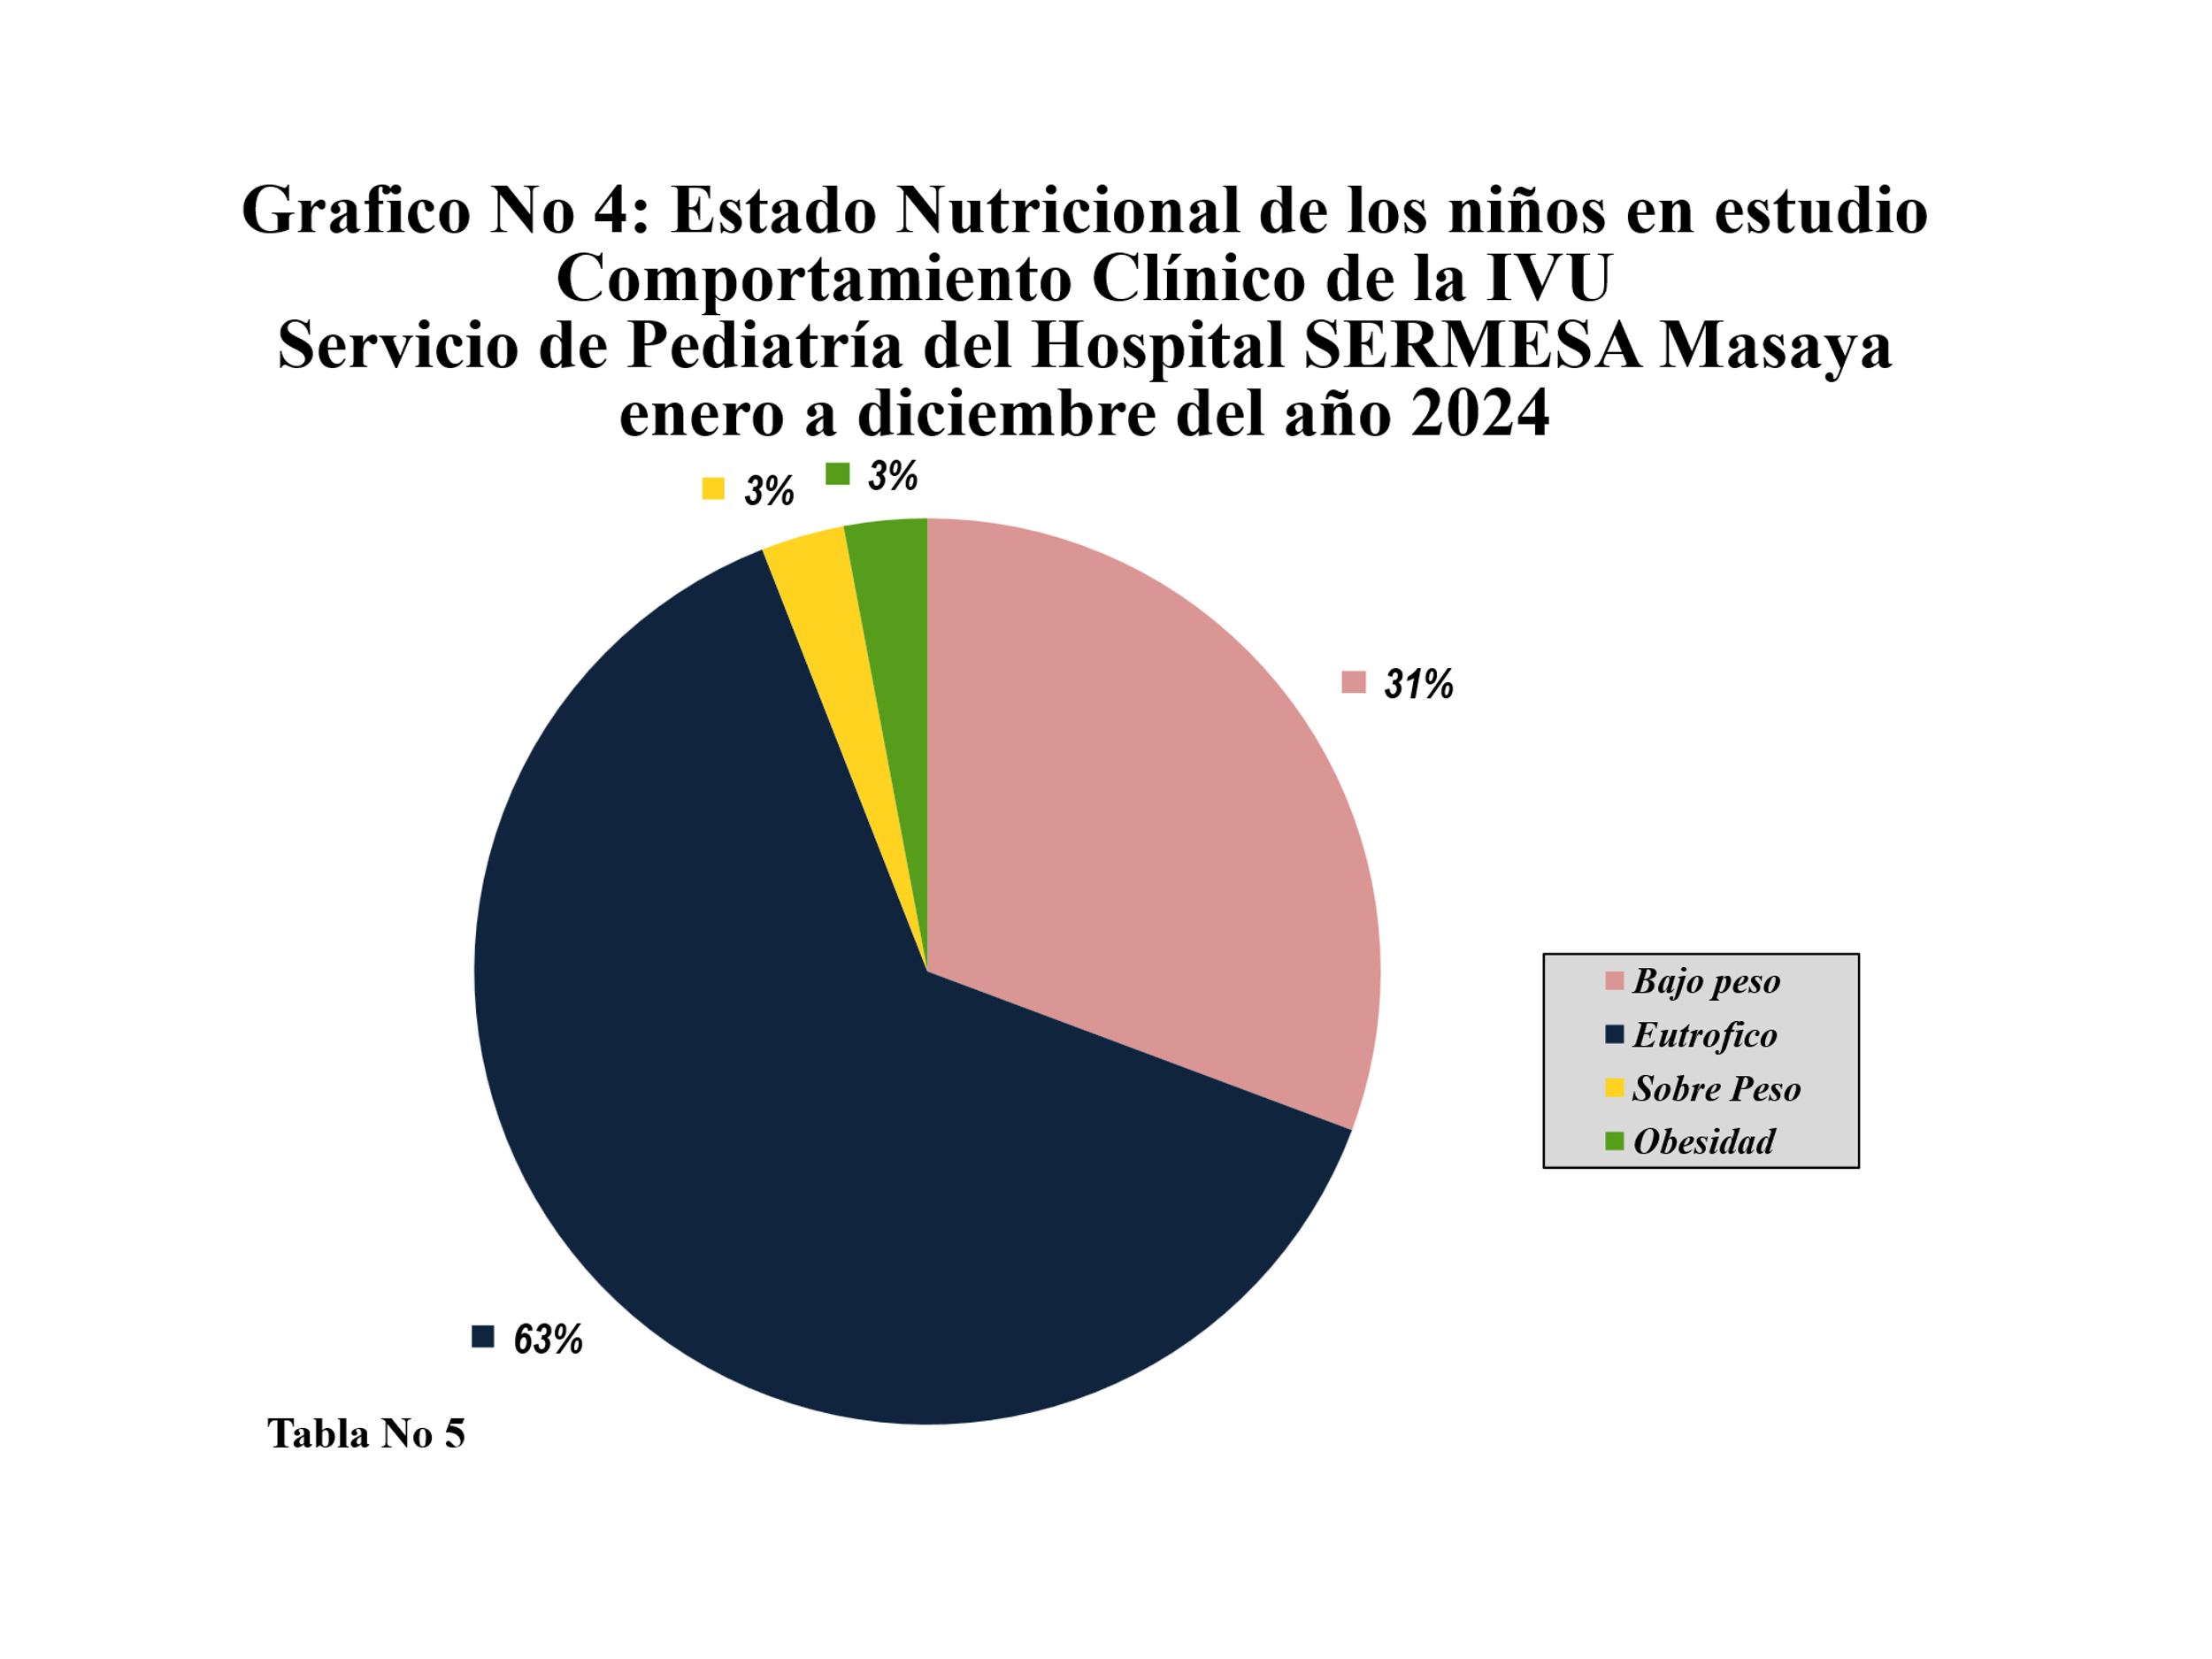 Grafico No 4: Estado Nutricional de los niños en estudio
Comportamiento Clínico de la IVU
Servicio de Pediatría del Hospital SERMESA Masaya
enero a diciembre del año 2024
3%
3%
31%
Bajo peso
Eutrofico
Sobre Peso
Obesidad
63%
Tabla No 5